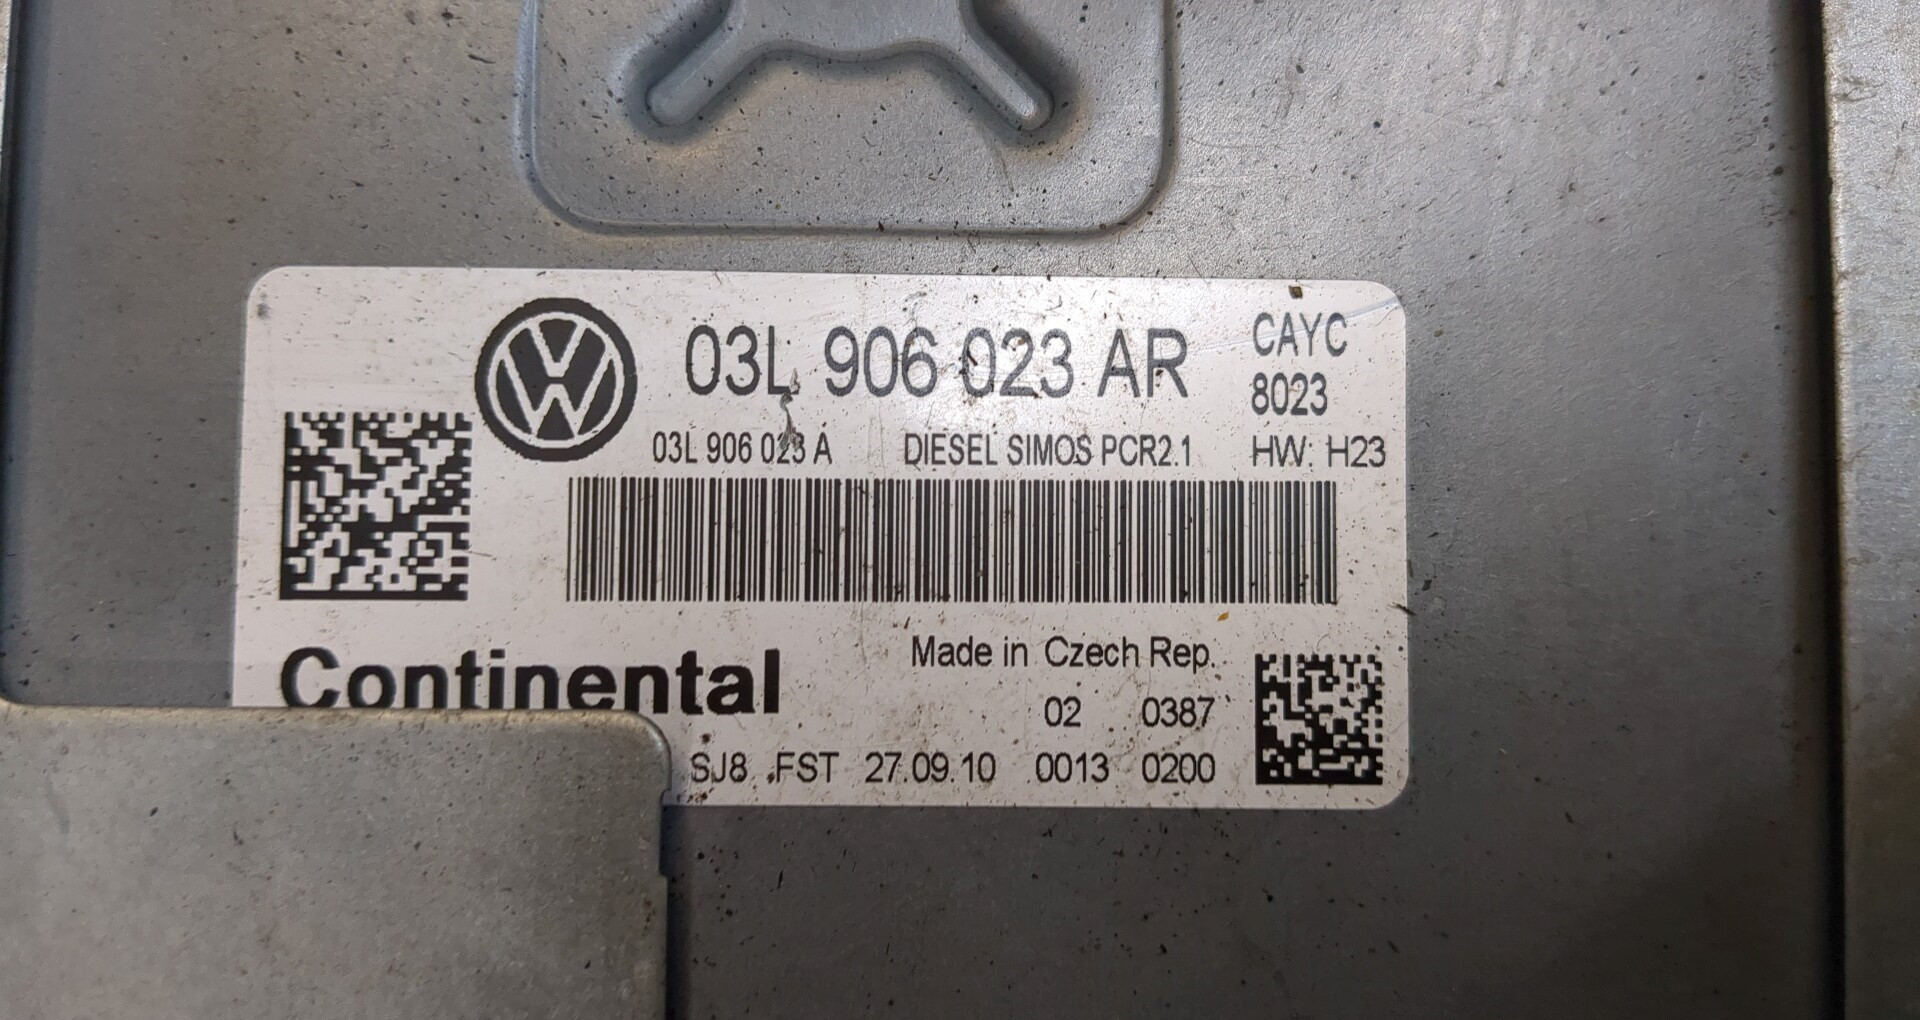 03L 906 023 AR
CAYC
8023
03L 906 023 A DIESEL SIMOS PCR2.1 HW: H23
Made in Czech Rep.
Continental
02 0387
SJ8 .FST 27.09.10 0013 0200